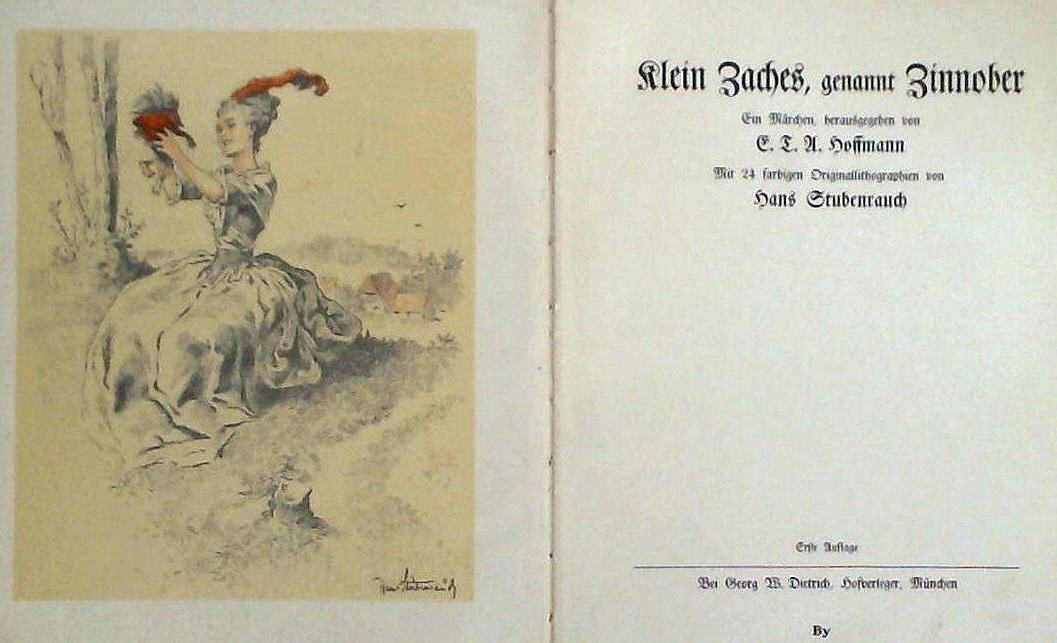 Klein Zaches, genannt Zinnober
Ein Märchen, herausgegeben von
E. T. A. Hoffmann
Mit 24 farbigen Originallithographien von
Hans Stubenrauch
Erste Auflage
Bei Georg W. Dietrich, Hofverleger, München
By